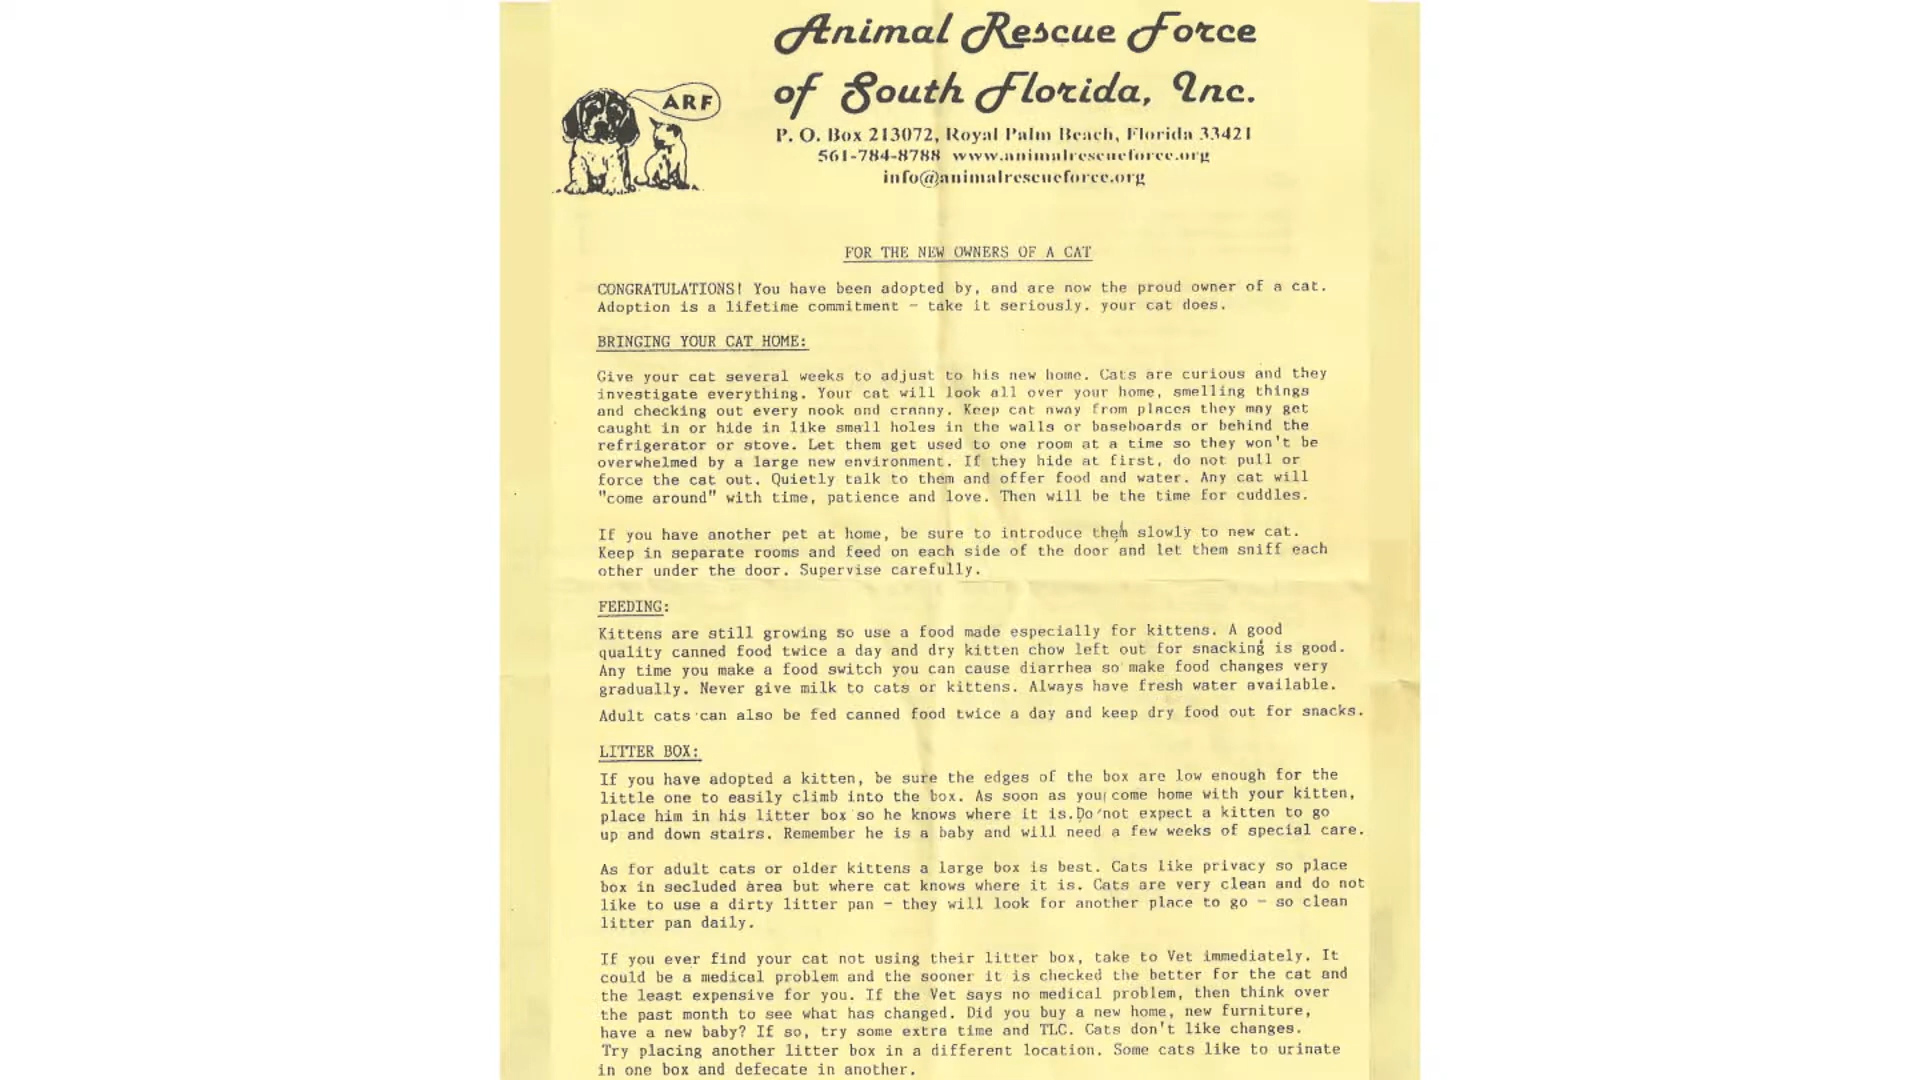 Animal Rescue Force
of South Florida, Inc.
ARF
P. O. Box 213072, Royal Palm Beach, Florida 33421
561-784-8788 www.animalrescueforce.org
info@animalrescueforce.org
FOR THE NEW OWNERS OF A CAT
CONGRATULATIONS! You have been adopted by, and are now the proud owner of a cat.
Adoption is a lifetime commitment - take it seriously. your cat does.
BRINGING YOUR CAT HOME:
Give your cat several weeks to adjust to his new home. Cats are curious and they
investigate everything. Your cat will look all over your home, smelling things
and checking out every nook and cranny. Keep cat away from places they may get
caught in or hide in like small holes in the walls or baseboards or behind the
refrigerator or stove. Let them get used to one room at a time so they won't be
overwhelmed by a large new environment. If they hide at first, do not pull or
force the cat out. Quietly talk to them and offer food and water. Any cat will
"come around" with time, patience and love. Then will be the time for cuddles.
If you have another pet at home, be sure to introduce them slowly to new cat.
Keep in separate rooms and feed on each side of the door and let them sniff each
other under the door. Supervise carefully.
FEEDING:
Kittens are still growing so use a food made especially for kittens. A good
quality canned food twice a day and dry kitten chow left out for snacking is good.
Any time you make a food switch you can cause diarrhea so make food changes very
gradually. Never give milk to cats or kittens. Always have fresh water available.
Adult cats can also be fed canned food twice a day and keep dry food out for snacks.
LITTER BOX:
If you have adopted a kitten, be sure the edges of the box are low enough for the
little one to easily climb into the box. As soon as you come home with your kitten,
place him in his litter box so he knows where it is.Do not expect a kitten to go
up and down stairs. Remember he is a baby and will need a few weeks of special care.
As for adult cats or older kittens a large box is best. Cats like privacy so place
box in secluded area but where cat knows where it is. Cats are very clean and do not
like to use a dirty litter pan - they will look for another place to go - so clean
litter pan daily.
If you ever find your cat not using their litter box, take to Vet immediately. It
could be a medical problem and the sooner it is checked the better for the cat and
the least expensive for you. If the Vet says no medical problem, then think over
the past month to see what has changed. Did you buy a new home, new furniture,
have a new baby? If so, try some extra time and TLC. Cats don't like changes.
Try placing another litter box in a different location. Some cats like to urinate
in one box and defecate in another.